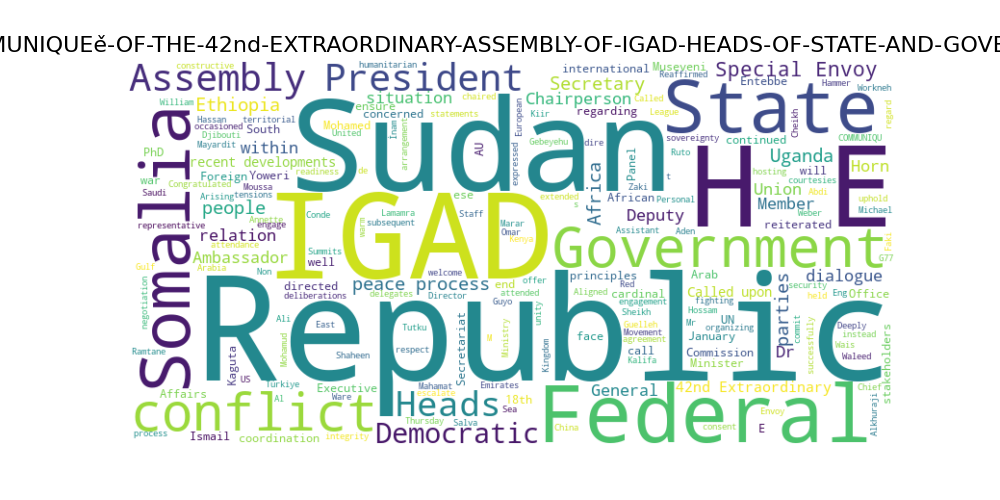 MUNIQUEě-OF-THE-42nd-EXTRAORDINARY-ASSEMBLY-OF-IGAD-HEADS-OF-STATE-AND-GOVE
constructive
humanitarian
Assembly President
international
Museveni
Reaffirmed
Special Envoy
Secretary
Entebbe
Hammer
Workneh
William
Ethiopia
situation
ensure
chaired
statements
European
Chairperson
Kiir
Called
League
regarding
State
Cheikh
regard
occasioned
Hassan
territorial
Djibouti
South
Mohamed
concerned
United
team
arrangement
AU
expressed
Sudan
Gebeyehu
dire
Panel
sovereignty
Ruto
continued
COMMUNIQU
Mayardit
within
PhD
recent developments
war
Foreign
Yoweri
readiness
de
Zaki
t
hosting
Uganda
Horn
courtesies
Saudi
Congratulated
Moussa
tensions
Africa
African
Personal
Union
will
Abdi
uphold
Somalia
people
Arising
Annette
engage
Conde
Lamamra
subsequent
ese
Staff
extended
s
Deputy
Member
Weber
Michael
representative
relation
attendance
warm
Marar
Omar
Kenya
Assistant
Aden
reiterated
H E
Faki
G77
Ambassador
Summits
IGAD
Government
Gulf
Arabia
Non
well
welcome
principles
Arab
dialogue
directed
deliberations
peace process
end
offer
attended
Red
cardinal
Called upon
security
negotiation
delegates
Director
Guyo
Aligned
engagement
fighting
UN
parties
held
Eng
Office
Ali
East
Republic
unity
Sheikh
Guelleh
Hossam
Mr
organizing
January
commit
successfully
Deeply
instead
Mohamud
Tutku
Secretariat
M
Ministry
face
Movement
agreement
call
Commission
Dr
Wais
Waleed
stakeholders
Ramtane
Kaguta
Shaheen
respect
Kingdom
Kalifa
Minister
US
Türkiye
Executive
Mahamat
Emirates
General
42nd Extraordinary
Chief
Affairs
Al
Ware
escalate
18th
Sea
Envoy
Alkhuraji
conflict
Heads
Federal
Thursday
Salva
China
consent
E
process
Ismail
coordination
integrity
Democratic